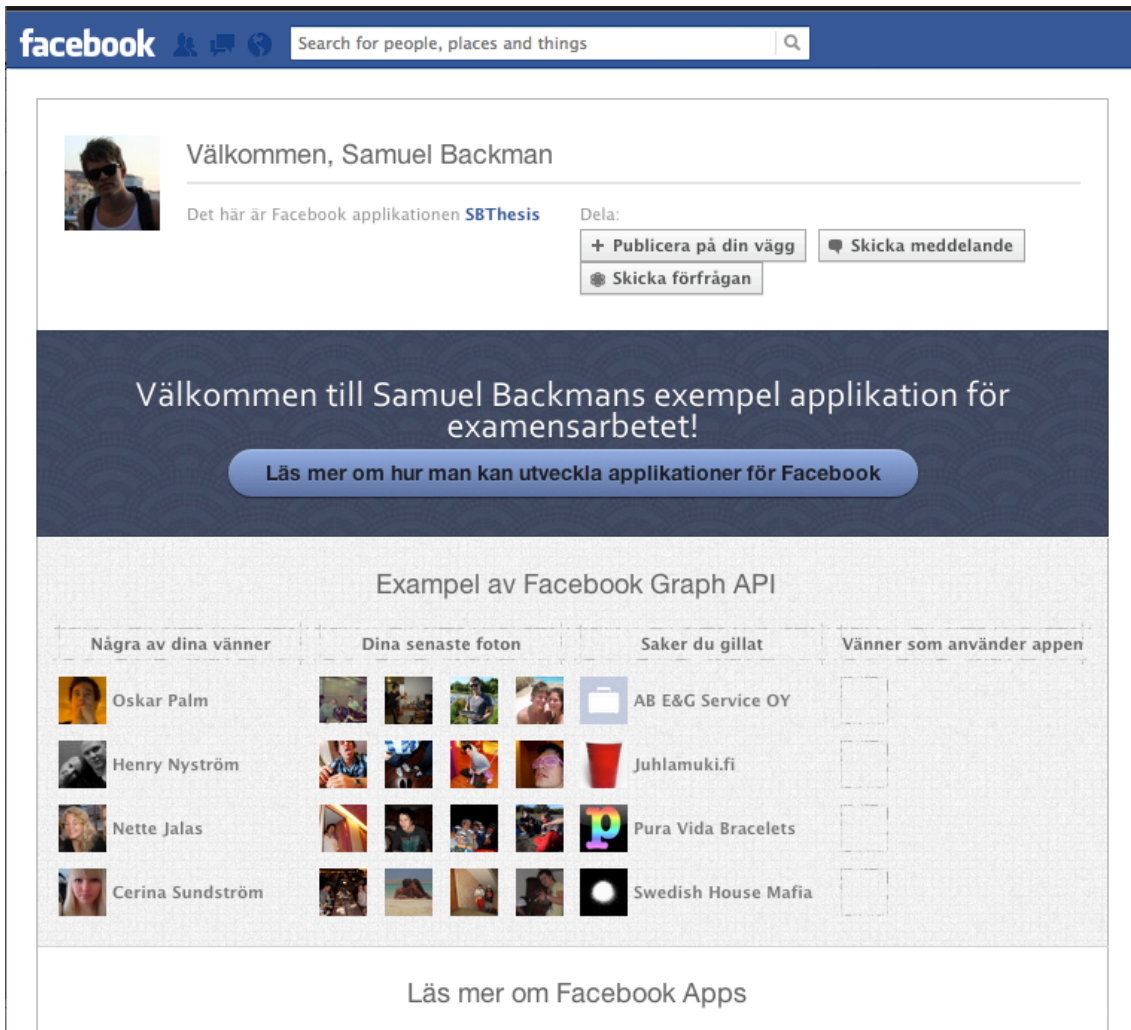 facebook
Search for people, places and things
Välkommen, Samuel Backman
Det här är Facebook applikationen SBThesis
Dela:
+ Publicera på din vägg
Skicka meddelande
Skicka förfrågan
Välkommen till Samuel Backmans exempel applikation för
examensarbetet!
Läs mer om hur man kan utveckla applikationer för Facebook
Exampel av Facebook Graph API
Några av dina vänner
Oskar Palm
Henry Nyström
Nette Jalas
Cerina Sundström
Dina senaste foton
Saker du gillat
AB E&G Service OY
Juhlamuki.fi
p
Pura Vida Bracelets
Swedish House Mafia
Vänner som använder appen
Läs mer om Facebook Apps